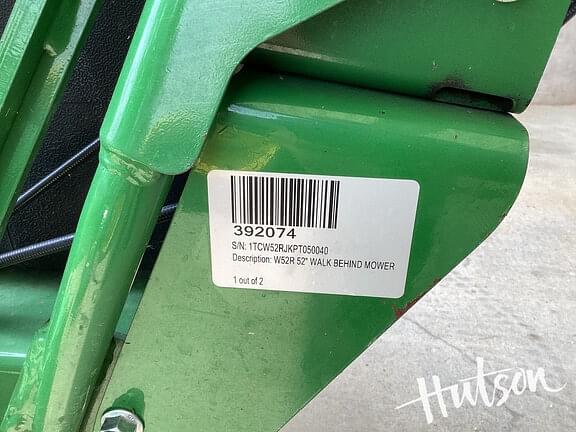 392074
S/N: 1TCW52RJKPT050040
Description: W52R 52" WALK BEHIND MOWER
1 out of 2
Hutson